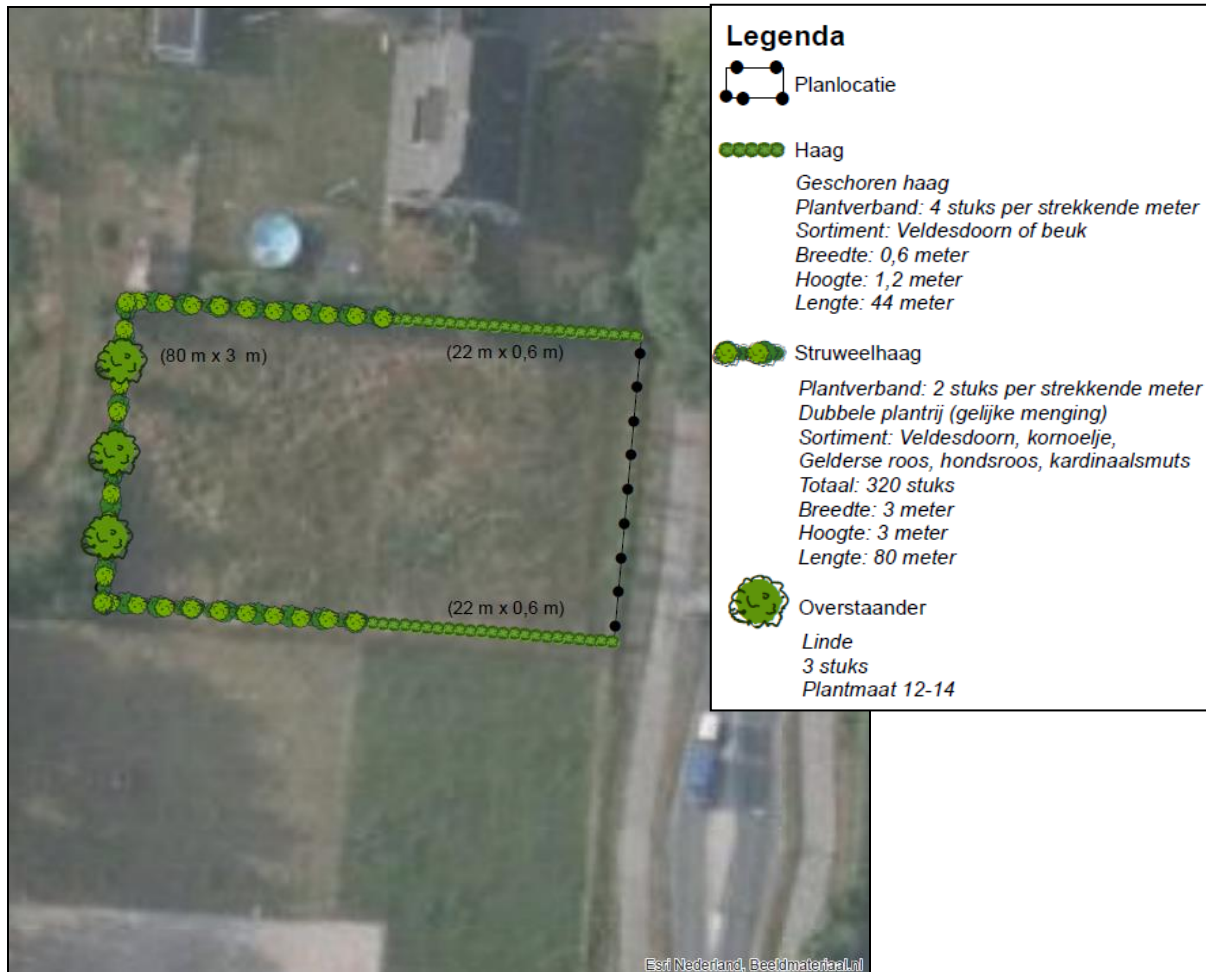 Legenda
Planlocatie
Haag
Geschoren haag
Plantverband: 4 stuks per strekkende meter
Sortiment: Veldesdoorn of beuk
Breedte: 0,6 meter
Hoogte: 1,2 meter
Lengte: 44 meter
Struweelhaag
Plantverband: 2 stuks per strekkende meter
Dubbele plantrij (gelijke menging)
Sortiment: Veldesdoorn, kornoelje,
Gelderse roos, hondsroos, kardinaalsmuts
Totaal: 320 stuks
Breedte: 3 meter
Hoogte: 3 meter
Lengte: 80 meter
Overstaander
Linde
3 stuks
Plantmaat 12-14
(80 m x 3 m)
(22 m x 0,6 m)
(22 m x 0,6 m)
Esri Nederland, Beeldmateriaal.nl